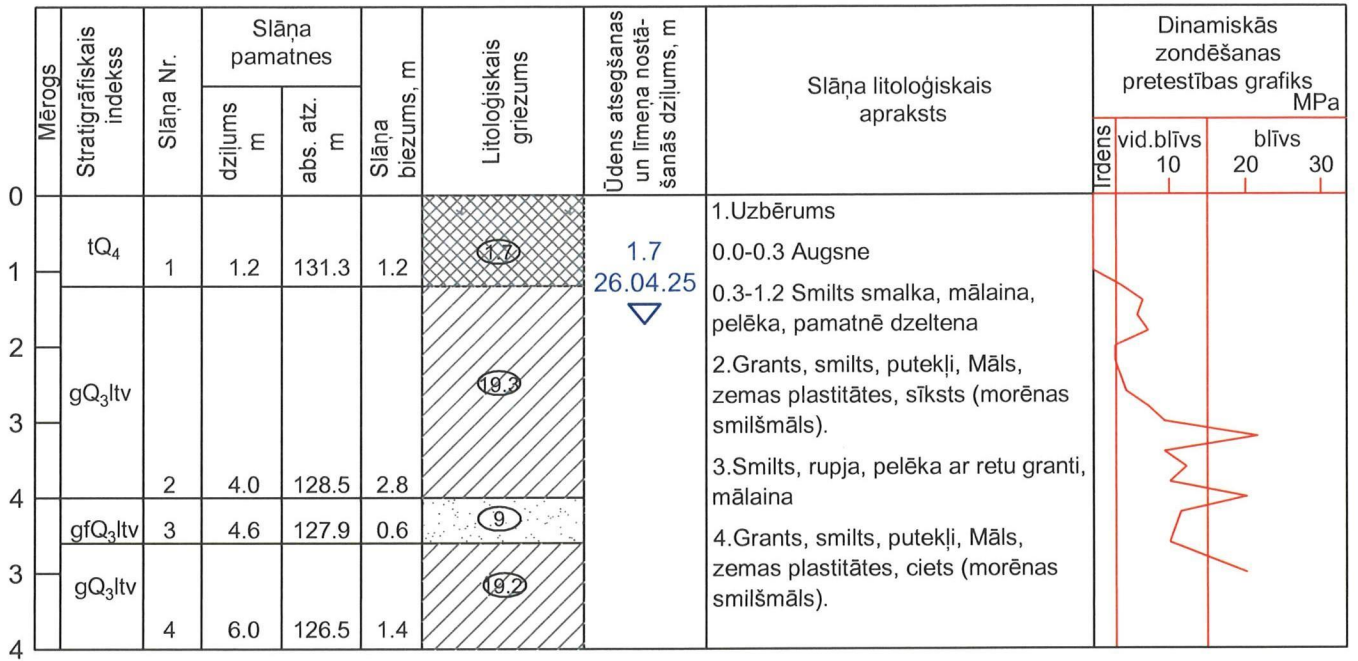 Mērogs
Stratigrāfiskais
indekss
Slāņa Nr.
Slāņa
pamatnes
dziļums
m
abs. atz.
m
Slāņa
biezums, m
Litoloģiskais
griezums
Ūdens atsegšanas
un līmeņa nostā-
šanās dziļums, m
Slāņa litoloģiskais
apraksts
Dinamiskās
zondēšanas
pretestības grafiks
MPa
Irdens
vid.blīvs
blīvs
10 20 30
0
1
2
3
4
3
4
tQ₄
1 1.2 131.3 1.2
1.7
gQ₃ltv
2 4.0 128.5 2.8
19.3
gfQ₃ltv 3 4.6 127.9 0.6
9
gQ₃ltv
4 6.0 126.5 1.4
19.2
1.7
26.04.25
1.Uzbērums
0.0-0.3 Augsne
0.3-1.2 Smilts smalka, mālaina,
pelēka, pamatnē dzeltena
2.Grants, smilts, putekļi, Māls,
zemas plastitātes, sīksts (morēnas
smilšmāls).
3.Smilts, rupja, pelēka ar retu granti,
mālaina
4.Grants, smilts, putekļi, Māls,
zemas plastitātes, ciets (morēnas
smilšmāls).